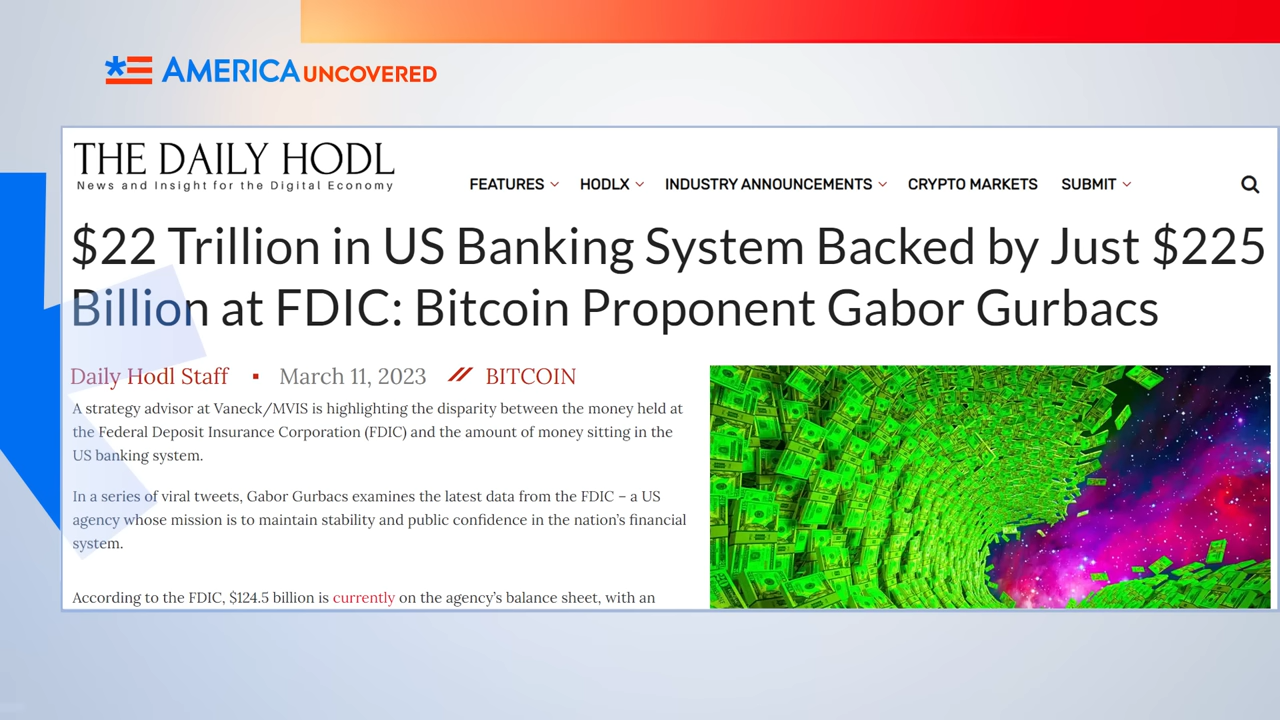 AMERICA UNCOVERED
THE DAILY HODL
News and Insight for the Digital Economy
FEATURES HODLX INDUSTRY ANNOUNCEMENTS CRYPTO MARKETS SUBMIT
$22 Trillion in US Banking System Backed by Just $225
Billion at FDIC: Bitcoin Proponent Gabor Gurbacs
Daily Hodl Staff ▪ March 11, 2023 // BITCOIN
A strategy advisor at Vaneck/MVIS is highlighting the disparity between the money held at
the Federal Deposit Insurance Corporation (FDIC) and the amount of money sitting in the
US banking system.
In a series of viral tweets, Gabor Gurbacs examines the latest data from the FDIC – a US
agency whose mission is to maintain stability and public confidence in the nation's financial
system.
According to the FDIC, $124.5 billion is currently on the agency's balance sheet, with an